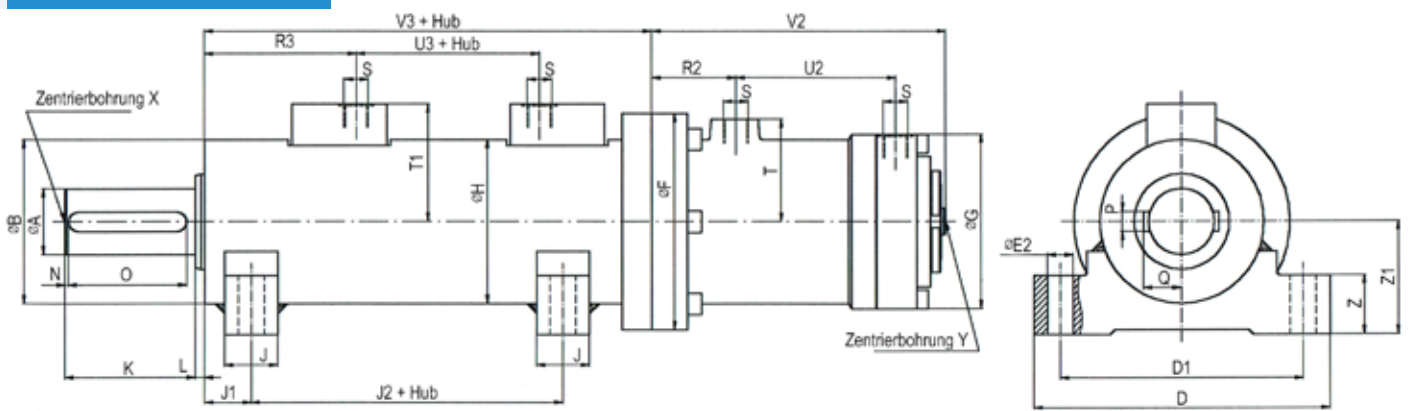 V3 + Hub
V2
R3
U3 + Hub
R2
U2
S
S
S
S
Zentrierbohrung X
T1
T
øB
øA
øH
øF
øG
N
O
Zentrierbohrung Y
J
J
K
L
J1
J2 + Hub
P
øE2
Q
Z
Z1
D1
D